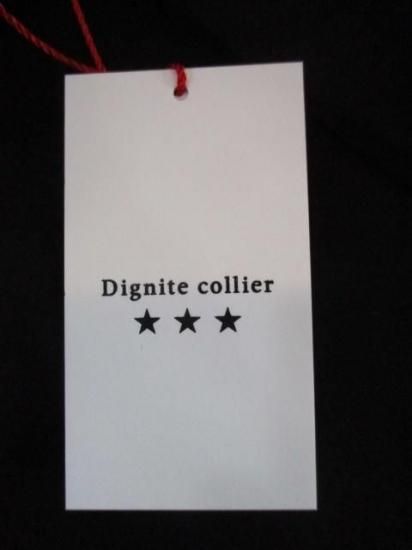 Dignite collier
★ ★ ★